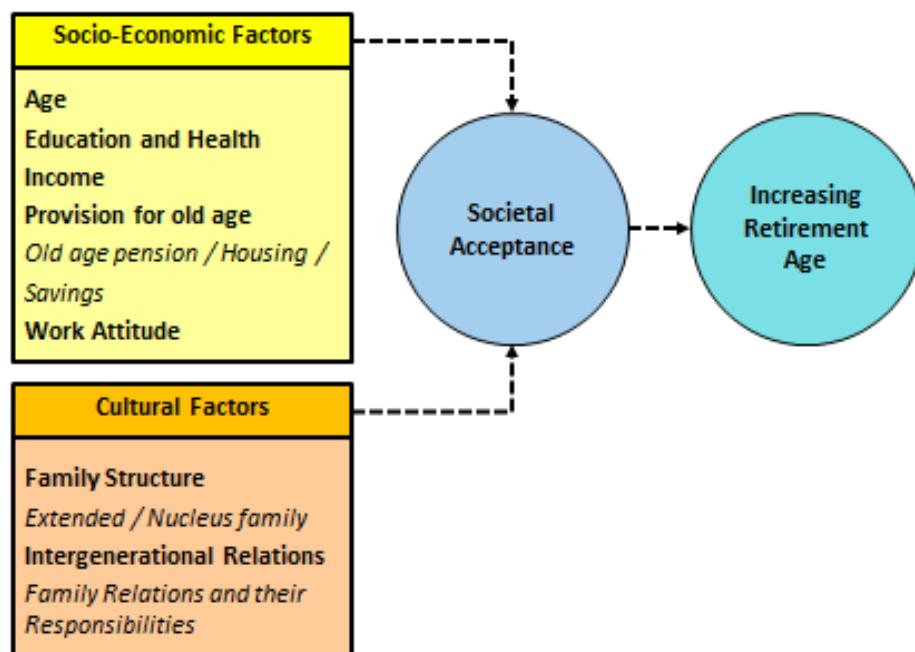 Socio-Economic Factors
Age
Education and Health
Income
Provision for old age
Old age pension / Housing /
Savings
Work Attitude
Cultural Factors
Family Structure
Extended / Nucleus family
Intergenerational Relations
Family Relations and their
Responsibilities
Societal
Acceptance
Increasing
Retirement
Age